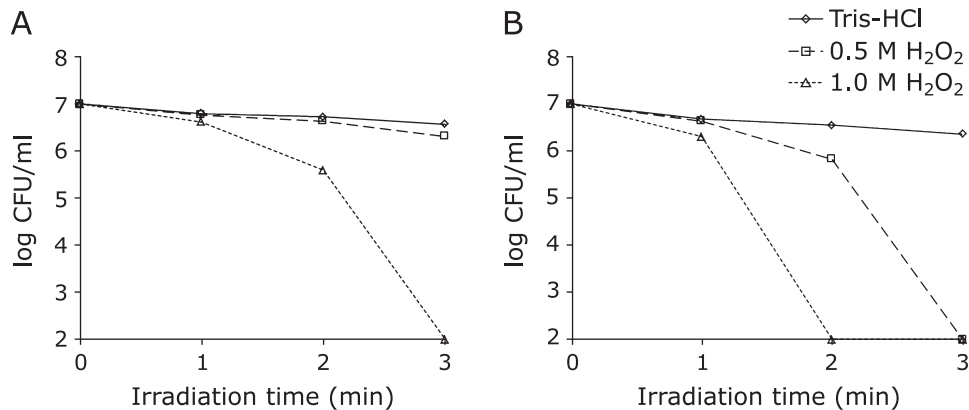 A
B
Tris-HCl
0.5 M H₂O₂
1.0 M H₂O₂
8
7
6
5
4
3
2
0 1 2 3
log CFU/ml
Irradiation time (min)
8
7
6
5
4
3
2
0 1 2 3
log CFU/ml
Irradiation time (min)